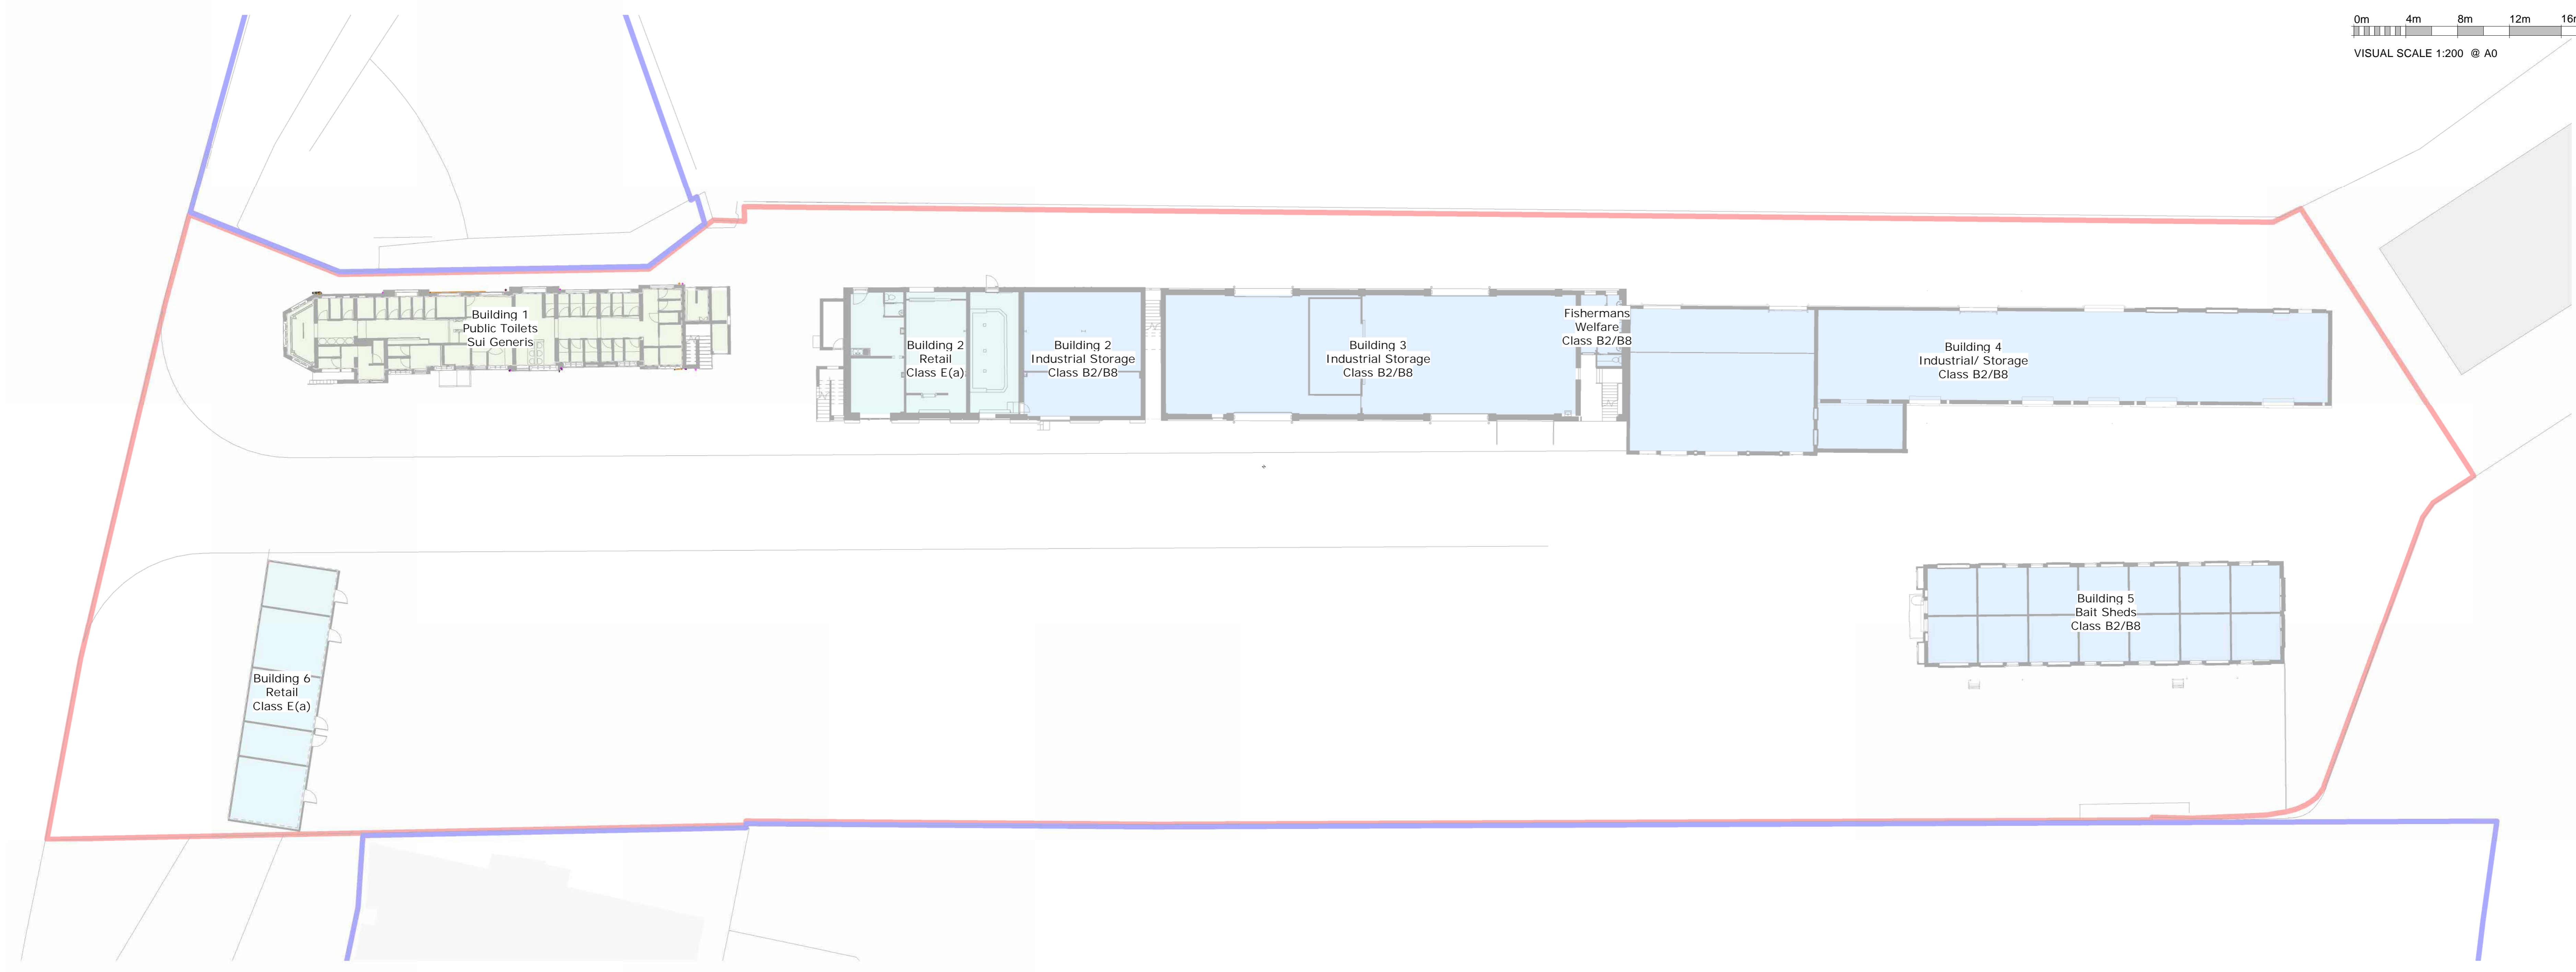 0m 4m 8m 12m 16m
VISUAL SCALE 1:200 @ A0
Building 1
Public Toilets
Sui Generis
Building 2
Retail
Class E(a)
Building 2
Industrial Storage
Class B2/B8
Building 3
Industrial Storage
Class B2/B8
Fishermans
Welfare
Class B2/B8
Building 4
Industrial/ Storage
Class B2/B8
Building 5
Bait Sheds
Class B2/B8
Building 6
Retail
Class E(a)